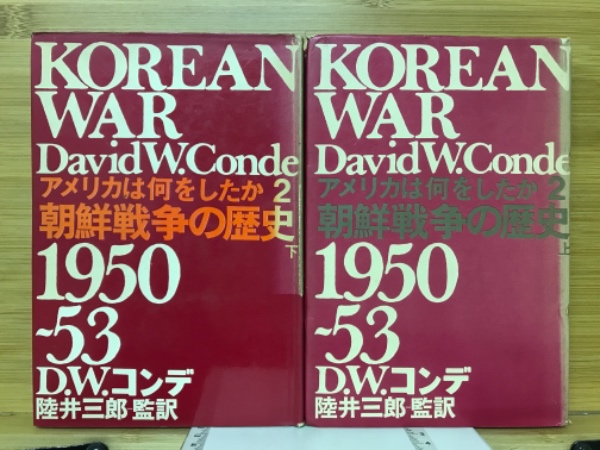 KOREAN
WAR
David W. Conde
アメリカは何をしたか 2
朝鮮戦争の歴史
下
1950
-53
D.W.コンデ
陸井三郎 監訳
KOREAN
WAR
David W. Conde
アメリカは何をしたか 2
朝鮮戦争の歴史
上
1950
-53
D.W.コンデ
陸井三郎 監訳